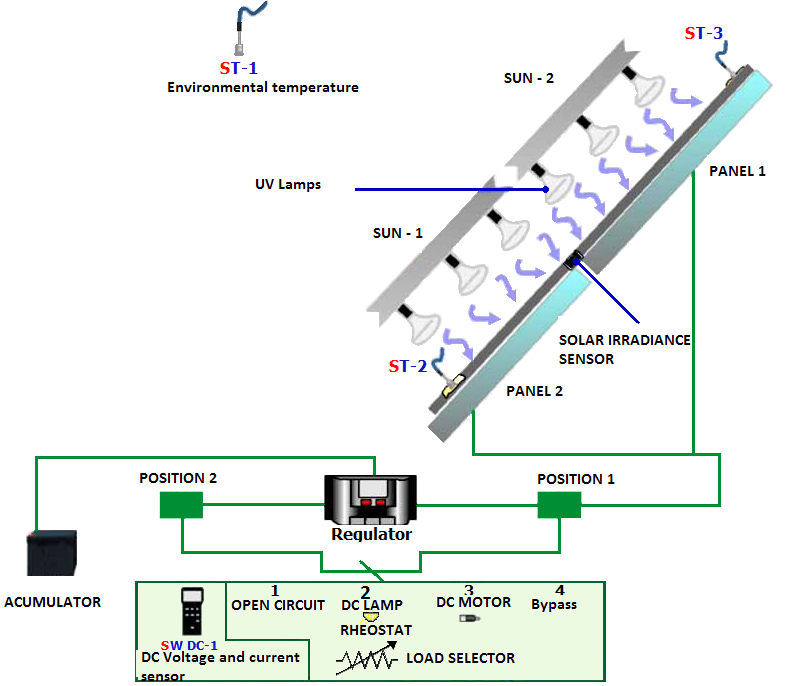 ST-3
ST-1
SUN - 2
Environmental temperature
PANEL 1
UV Lamps
SUN - 1
SOLAR IRRADIANCE
SENSOR
ST-2
PANEL 2
POSITION 2
POSITION 1
Regulator
ACUMULATOR
1
2
3
4
OPEN CIRCUIT
DC LAMP
DC MOTOR
Bypass
RHEOSTAT
SW DC-1
DC Voltage and current
sensor
LOAD SELECTOR